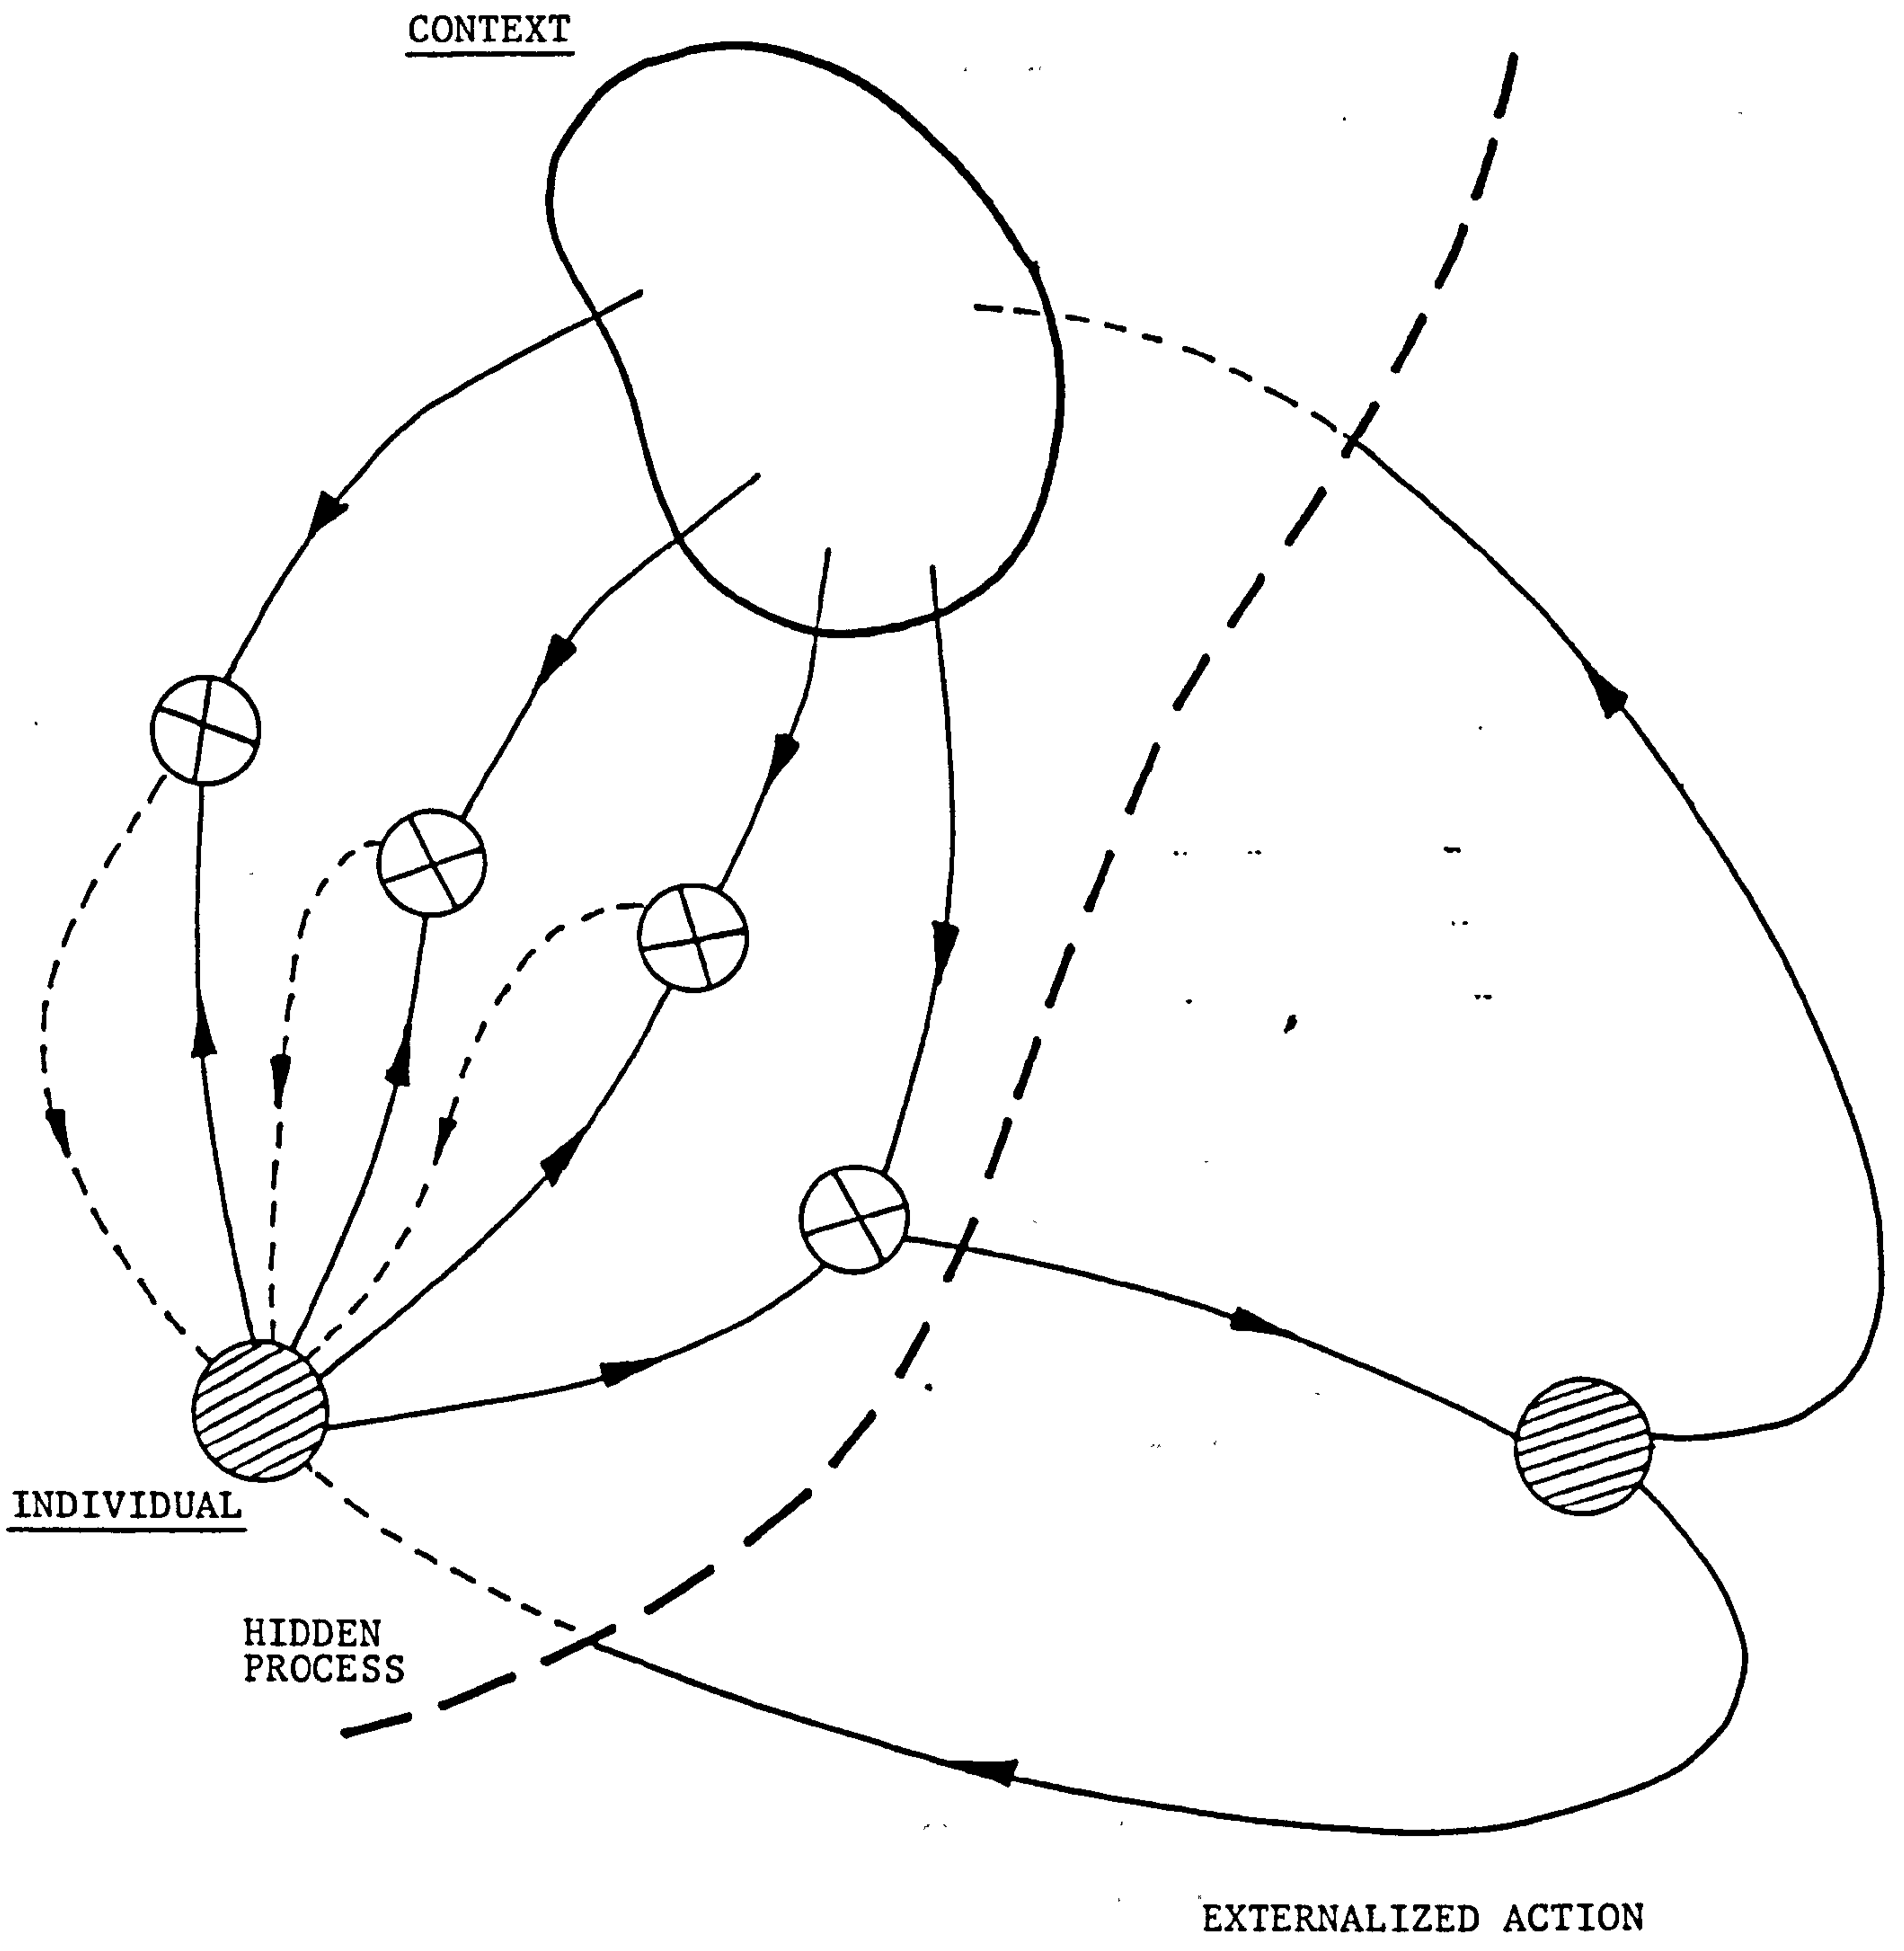 CONTEXT
INDIVIDUAL
HIDDEN
PROCESS
EXTERNALIZED ACTION